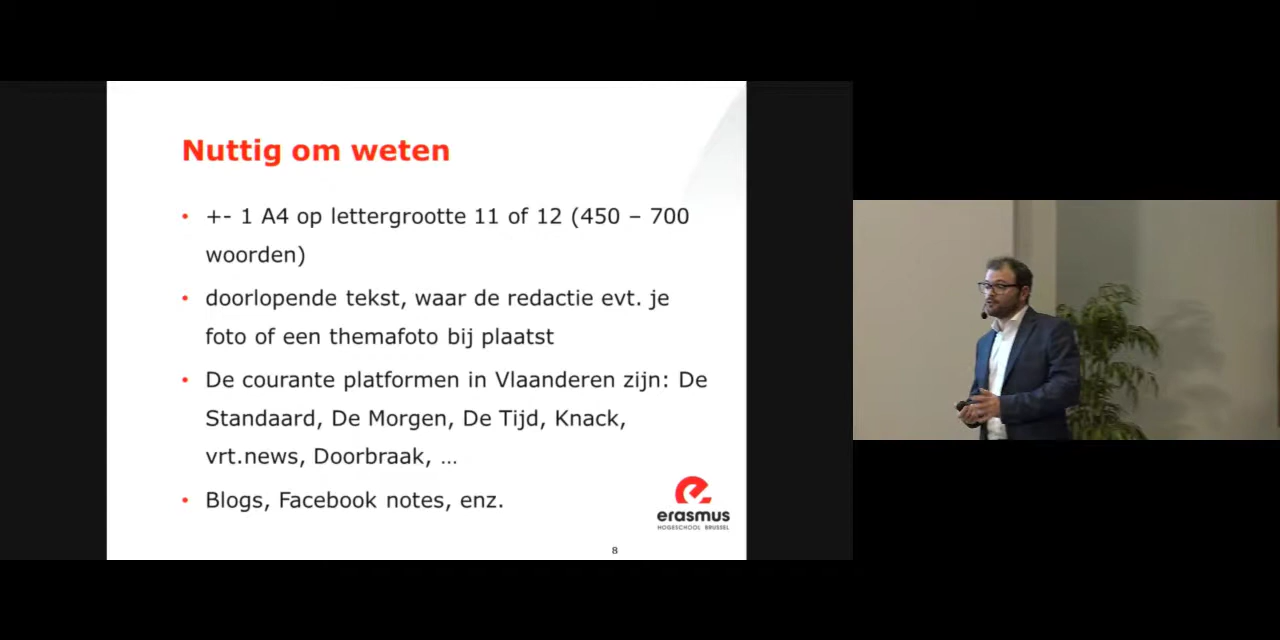 Nuttig om weten
+- 1 A4 op lettergrootte 11 of 12 (450 – 700
woorden)
doorlopende tekst, waar de redactie evt. je
foto of een themafoto bij plaatst
De courante platformen in Vlaanderen zijn: De
Standaard, De Morgen, De Tijd, Knack,
vrt.news, Doorbraak, ...
Blogs, Facebook notes, enz.
erasmus
HOGESCHOOL BRUSSEL
8